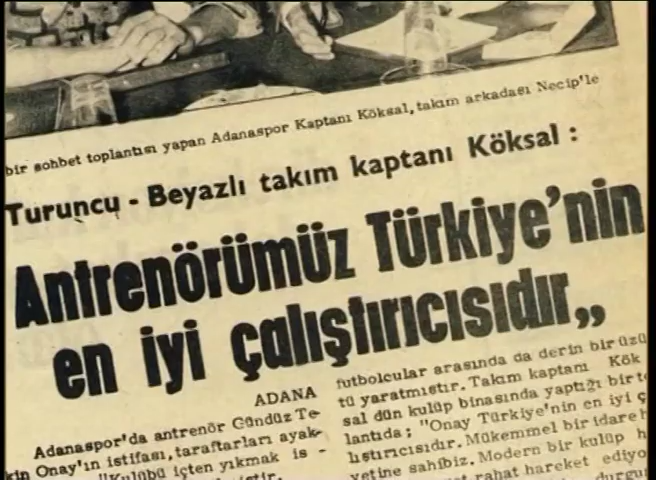 bir sohbet toplantısı yapan Adanaspor Kaptanı Köksal, takım arkadaşı Necip'le
Turuncu - Beyazlı takım kaptanı Köksal :
Antrenörümüz Türkiye'nin
en iyi çalıştırıcısıdır,,
ADANA
Adanaspor'da antrenör Gündüz Te-
kin Onay'ın istifası, taraftarları ayak-
"Kulübü içten yıkmak is -
futbolcular arasında da derin bir üzü
tü yaratmıştır. Takım kaptanı Kök
sal dün kulüp binasında yaptığı bir t
lantıda ; "Onay Türkiye'nin en iyi ç
lıştırıcısıdır. Mükemmel bir idare h
yetine sahibiz. Modern bir kulüp h
rahat hareket ediyo